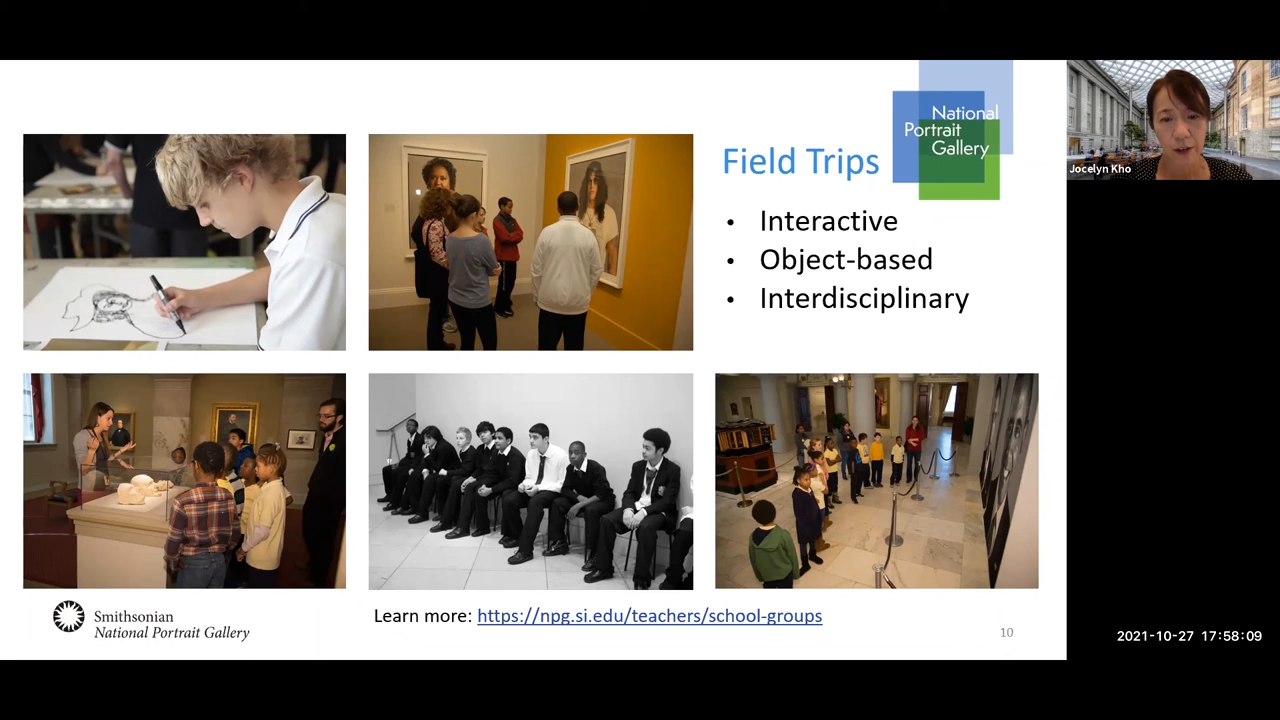 National
Portrait
Gallery
Field Trips
• Interactive
• Object-based
• Interdisciplinary
Jocelyn Kho
Smithsonian
National Portrait Gallery
Learn more: https://npg.si.edu/teachers/school-groups
10
2021-10-27 17:58:09